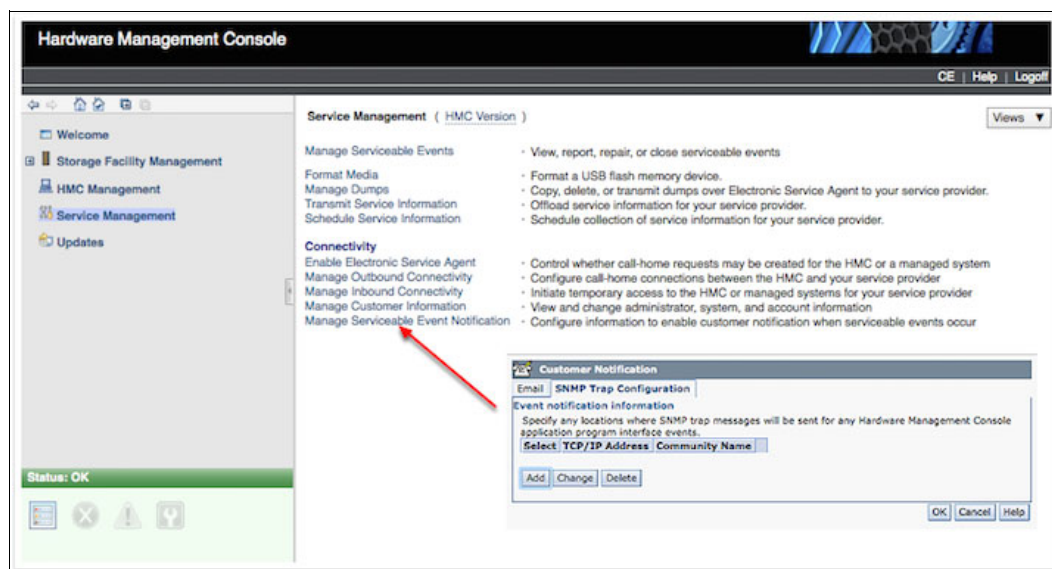 Hardware Management Console
CE | Help | Logoff
Welcome
Storage Facility Management
HMC Management
Service Management
Updates
Status: OK
Service Management ( HMC Version )
Views ▼
Manage Serviceable Events · View, report, repair, or close serviceable events
Format Media · Format a USB flash memory device.
Manage Dumps · Copy, delete, or transmit dumps over Electronic Service Agent to your service provider.
Transmit Service Information · Offload service information for your service provider.
Schedule Service Information · Schedule collection of service information for your service provider.
Connectivity
Enable Electronic Service Agent · Control whether call-home requests may be created for the HMC or a managed system
Manage Outbound Connectivity · Configure call-home connections between the HMC and your service provider
Manage Inbound Connectivity · Initiate temporary access to the HMC or managed systems for your service provider
Manage Customer Information · View and change administrator, system, and account information
Manage Serviceable Event Notification · Configure information to enable customer notification when serviceable events occur
Customer Notification
Email SNMP Trap Configuration
Event notification information
Specify any locations where SNMP trap messages will be sent for any Hardware Management Console
application program interface events.
Select TCP/IP Address Community Name
Add Change Delete
OK Cancel Help